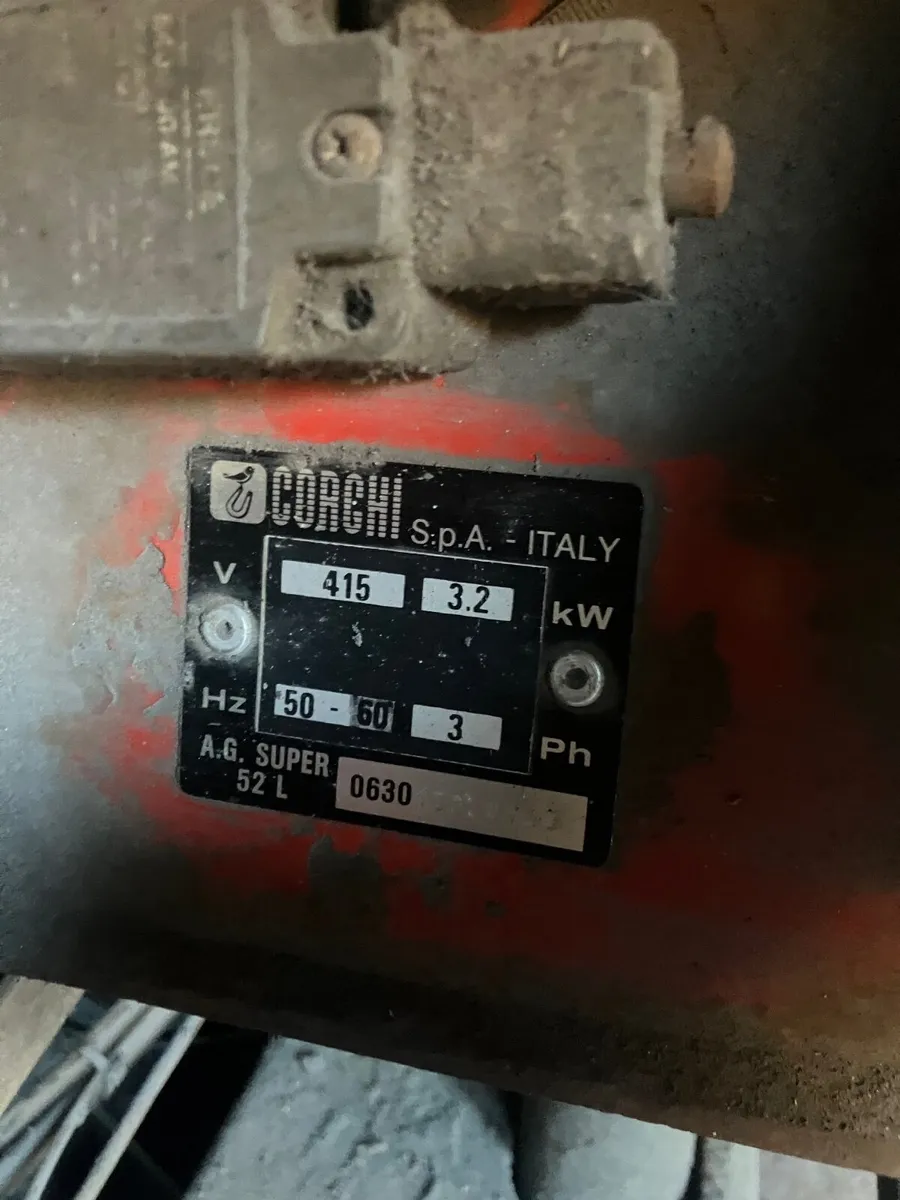 CORGHI S.p.A. - ITALY
V 415 3.2 kW
Hz 50 - 60 3 Ph
A.G. SUPER
52 L 0630